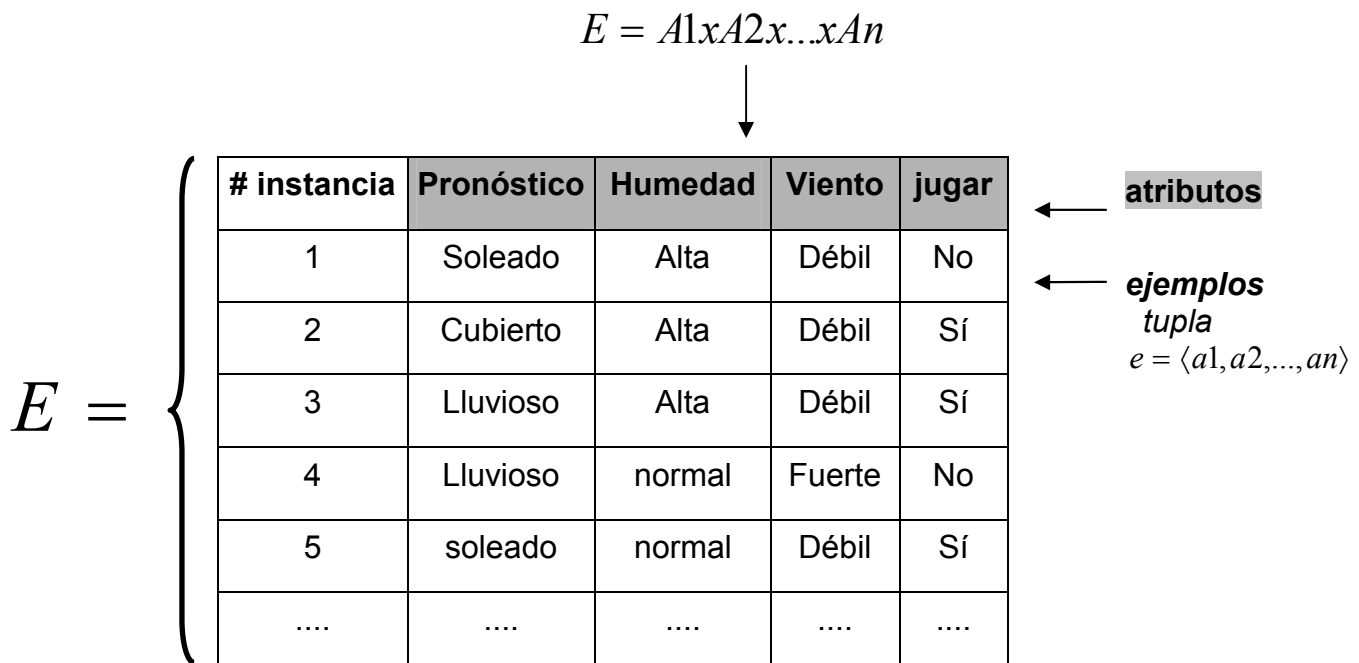 E = A1xA2x...xAn
# instancia Pronóstico Humedad Viento jugar
atributos
1 Soleado Alta Débil No
ejemplos
2 Cubierto Alta Débil Sí
tupla
e = ⟨a1,a2,...,an⟩
E =
3 Lluvioso Alta Débil Sí
4 Lluvioso normal Fuerte No
5 soleado normal Débil Sí
.... .... .... .... ....